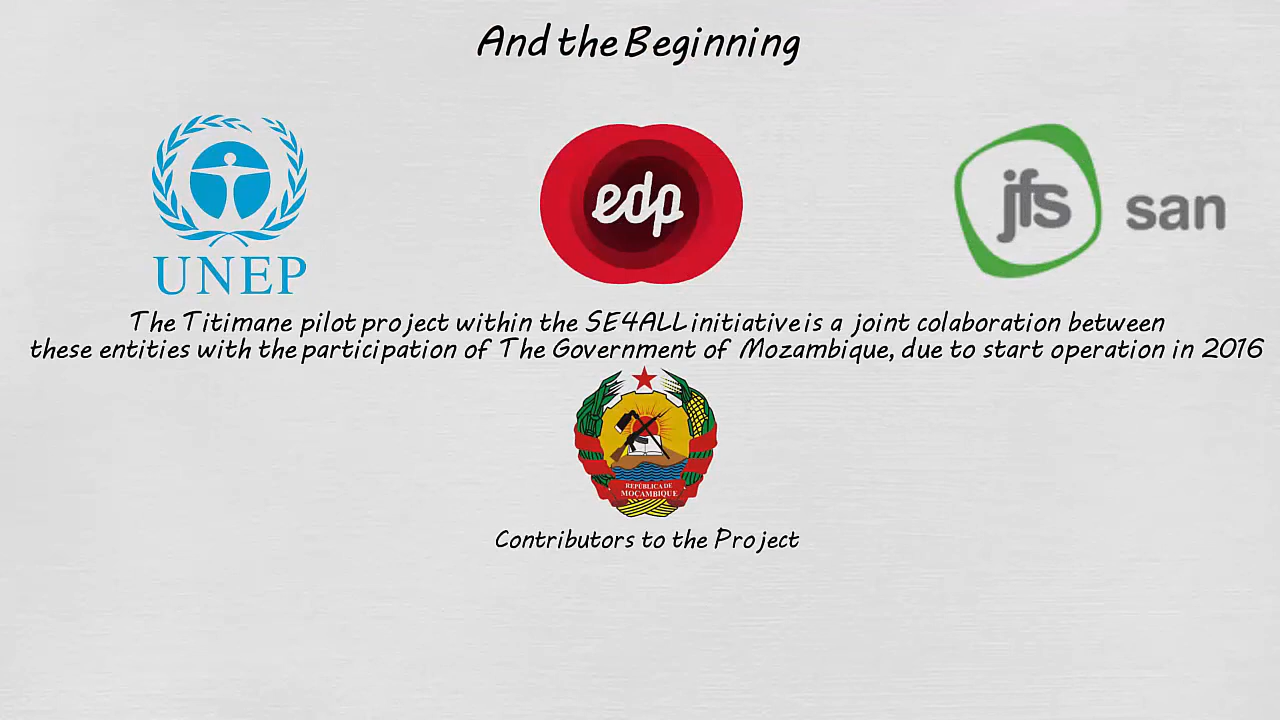 And the Beginning
UNEP
edp
jfs san
The Titimane pilot project within the SE4ALL initiative is a joint colaboration between
these entities with the participation of The Government of Mozambique, due to start operation in 2016
REPÚBLICA DE
MOÇAMBIQUE
Contributors to the Project